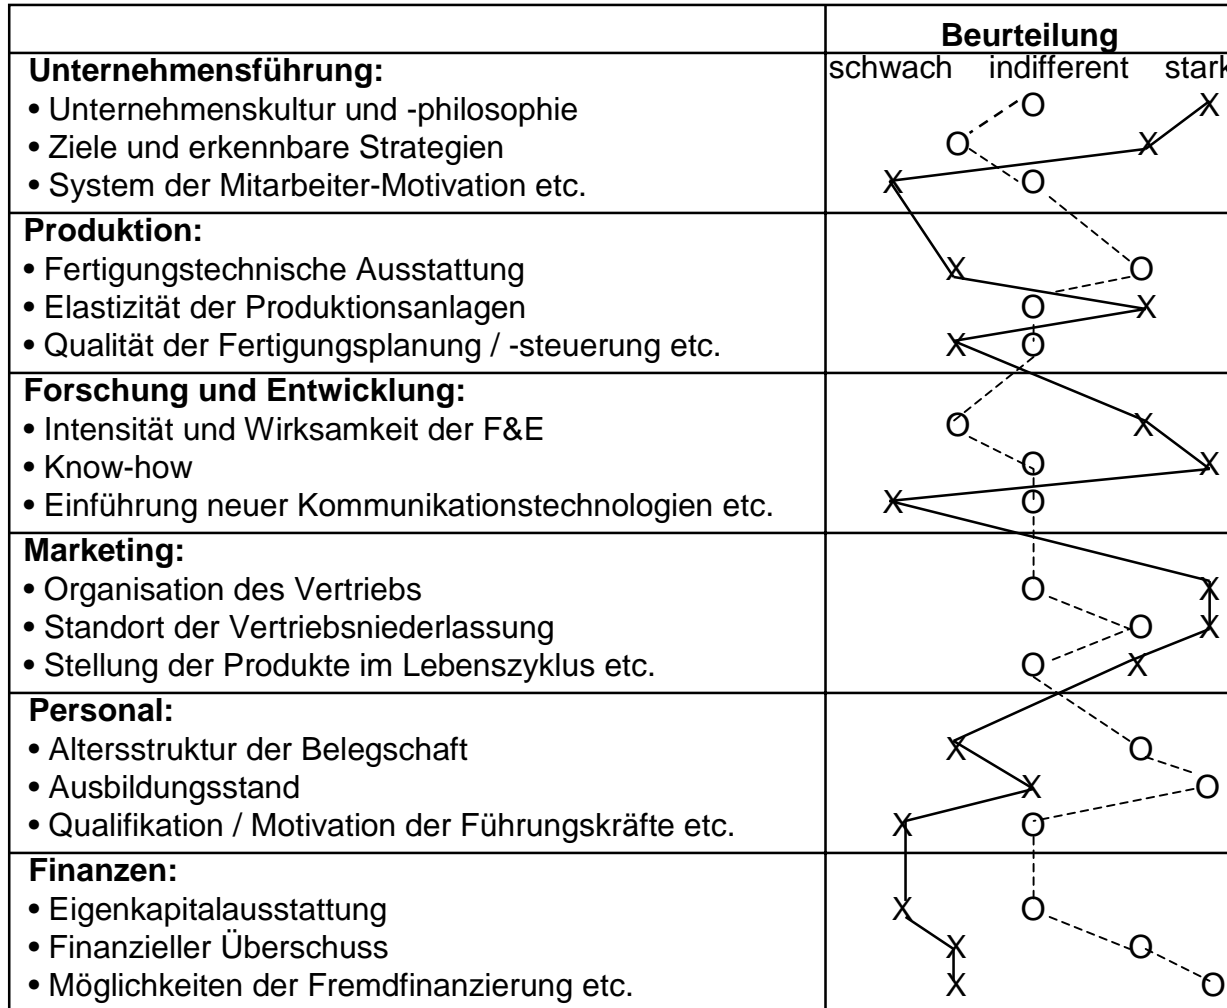 Beurteilung
Unternehmensführung:
schwach indifferent stark
• Unternehmenskultur und -philosophie O X
• Ziele und erkennbare Strategien O X
• System der Mitarbeiter-Motivation etc. X O
Produktion:
• Fertigungstechnische Ausstattung X O
• Elastizität der Produktionsanlagen O X
• Qualität der Fertigungsplanung / -steuerung etc. X O
Forschung und Entwicklung:
• Intensität und Wirksamkeit der F&E O X
• Know-how O X
• Einführung neuer Kommunikationstechnologien etc. X O
Marketing:
• Organisation des Vertriebs O X
• Standort der Vertriebsniederlassung O X
• Stellung der Produkte im Lebenszyklus etc. O X
Personal:
• Altersstruktur der Belegschaft X O
• Ausbildungsstand X O
• Qualifikation / Motivation der Führungskräfte etc. X O
Finanzen:
• Eigenkapitalausstattung X O
• Finanzieller Überschuss X O
• Möglichkeiten der Fremdfinanzierung etc. X O